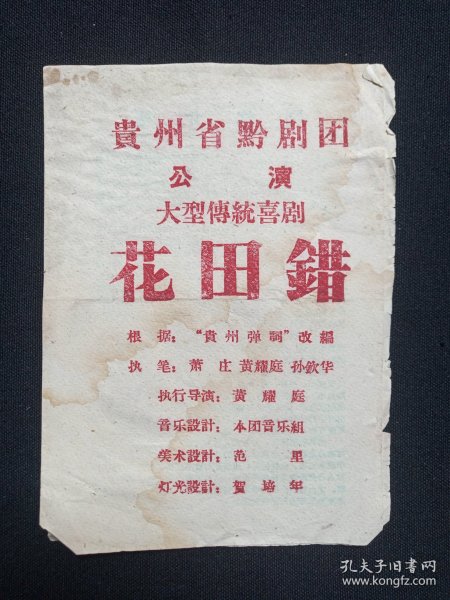 貴州省黔剧团
公演
大型傳統喜剧
花田錯
根据：“貴州弹詞”改編
执笔：萧庄 黄耀庭 孙欽华
执行导演：黄耀庭
音乐設計：本团音乐組
美术設計：范里
灯光設計：贺培年
孔夫子旧书网
www.kongfz.com